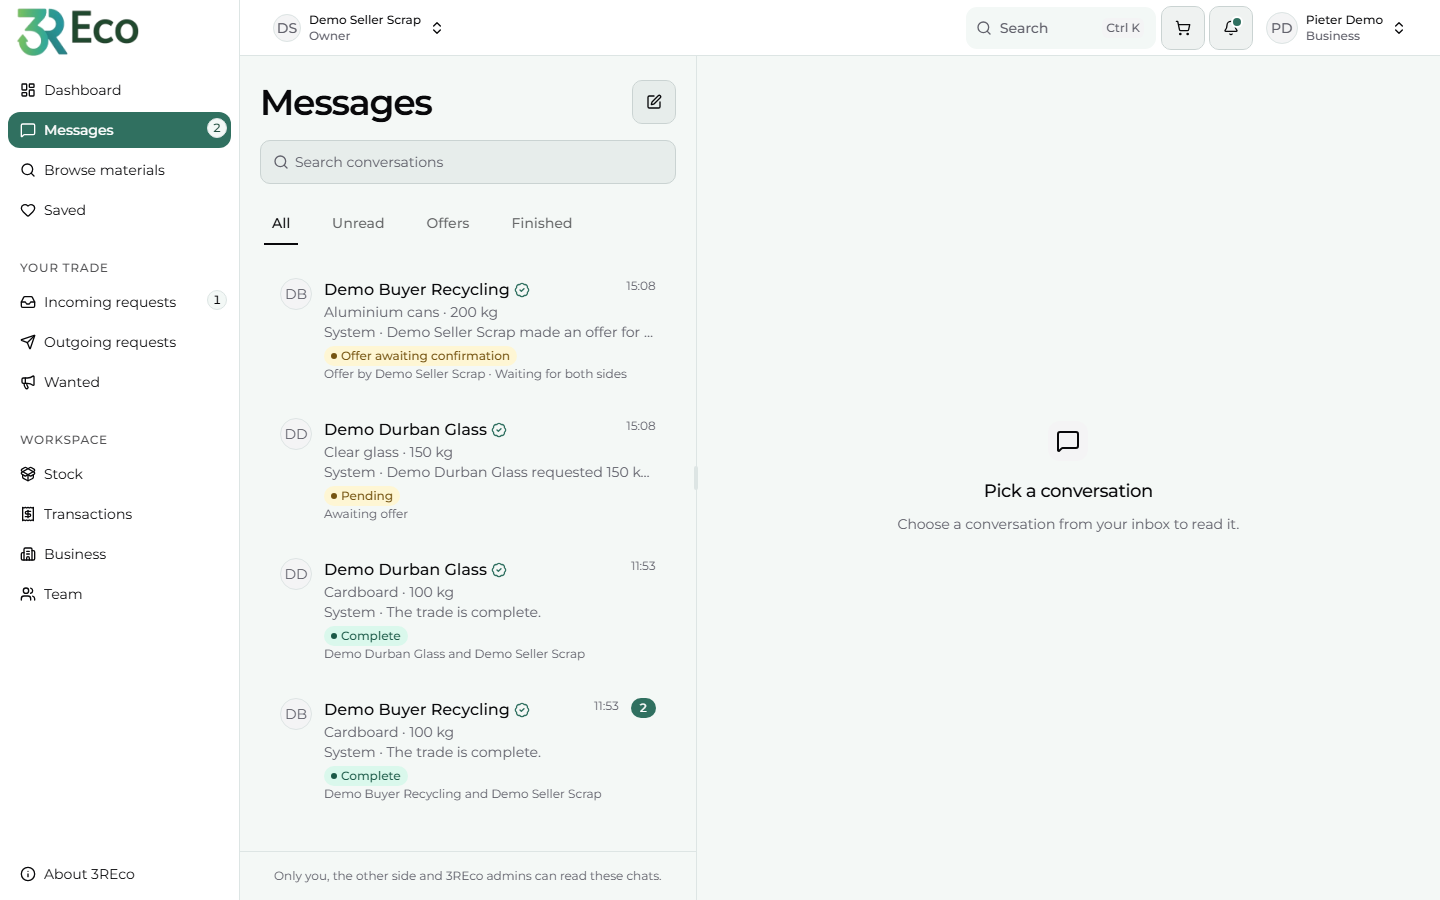 3R Eco
DS
Demo Seller Scrap
Owner
Search
Ctrl K
PD
Pieter Demo
Business
Dashboard
Messages
2
Browse materials
Saved
YOUR TRADE
Incoming requests
1
Outgoing requests
Wanted
WORKSPACE
Stock
Transactions
Business
Team
About 3REco
Messages
Search conversations
All
Unread
Offers
Finished
DB
Demo Buyer Recycling
15:08
Aluminium cans · 200 kg
System · Demo Seller Scrap made an offer for ...
Offer awaiting confirmation
Offer by Demo Seller Scrap · Waiting for both sides
DD
Demo Durban Glass
15:08
Clear glass · 150 kg
System · Demo Durban Glass requested 150 k...
Pending
Awaiting offer
DD
Demo Durban Glass
11:53
Cardboard · 100 kg
System · The trade is complete.
Complete
Demo Durban Glass and Demo Seller Scrap
DB
Demo Buyer Recycling
11:53
2
Cardboard · 100 kg
System · The trade is complete.
Complete
Demo Buyer Recycling and Demo Seller Scrap
Only you, the other side and 3REco admins can read these chats.
Pick a conversation
Choose a conversation from your inbox to read it.